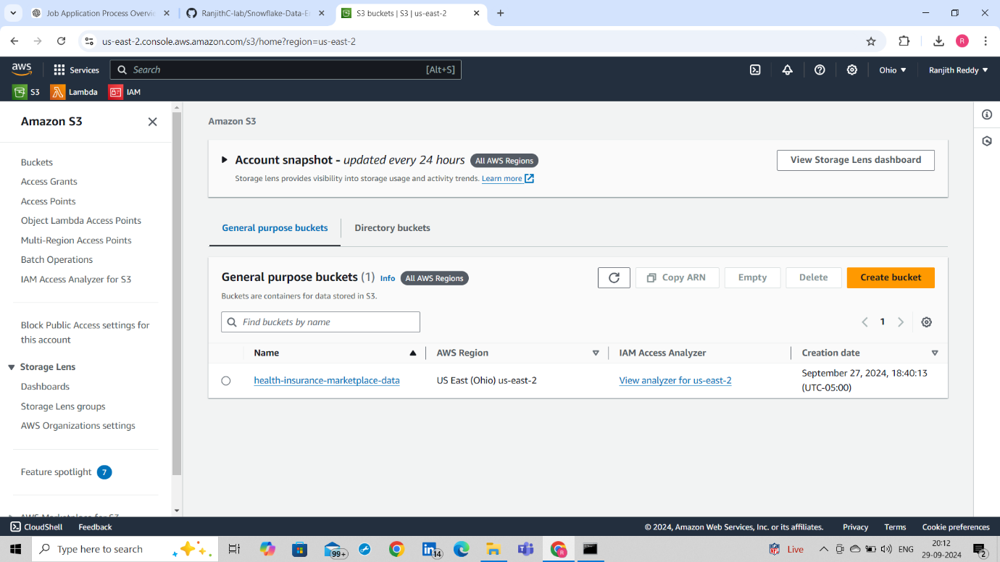 Job Application Process Overvi
RanjithC-lab/Snowflake-Data-En
S3 buckets | S3 | us-east-2
us-east-2.console.aws.amazon.com/s3/home?region=us-east-2
R
aws
Services
Search
[Alt+S]
Ohio
Ranjith Reddy
S3
Lambda
IAM
Amazon S3
Buckets
Access Grants
Access Points
Object Lambda Access Points
Multi-Region Access Points
Batch Operations
IAM Access Analyzer for S3
Block Public Access settings for
this account
Storage Lens
Dashboards
Storage Lens groups
AWS Organizations settings
Feature spotlight 7
AWS Marketplace for S3
Amazon S3
Account snapshot - updated every 24 hours All AWS Regions
View Storage Lens dashboard
Storage lens provides visibility into storage usage and activity trends. Learn more
General purpose buckets
Directory buckets
General purpose buckets (1) Info All AWS Regions
Copy ARN
Empty
Delete
Create bucket
Buckets are containers for data stored in S3.
Find buckets by name
1
Name
AWS Region
IAM Access Analyzer
Creation date
health-insurance-marketplace-data
US East (Ohio) us-east-2
View analyzer for us-east-2
September 27, 2024, 18:40:13
(UTC-05:00)
CloudShell
Feedback
© 2024, Amazon Web Services, Inc. or its affiliates.
Privacy
Terms
Cookie preferences
Type here to search
99+
14
R
Live
ENG
20:12
29-09-2024
2